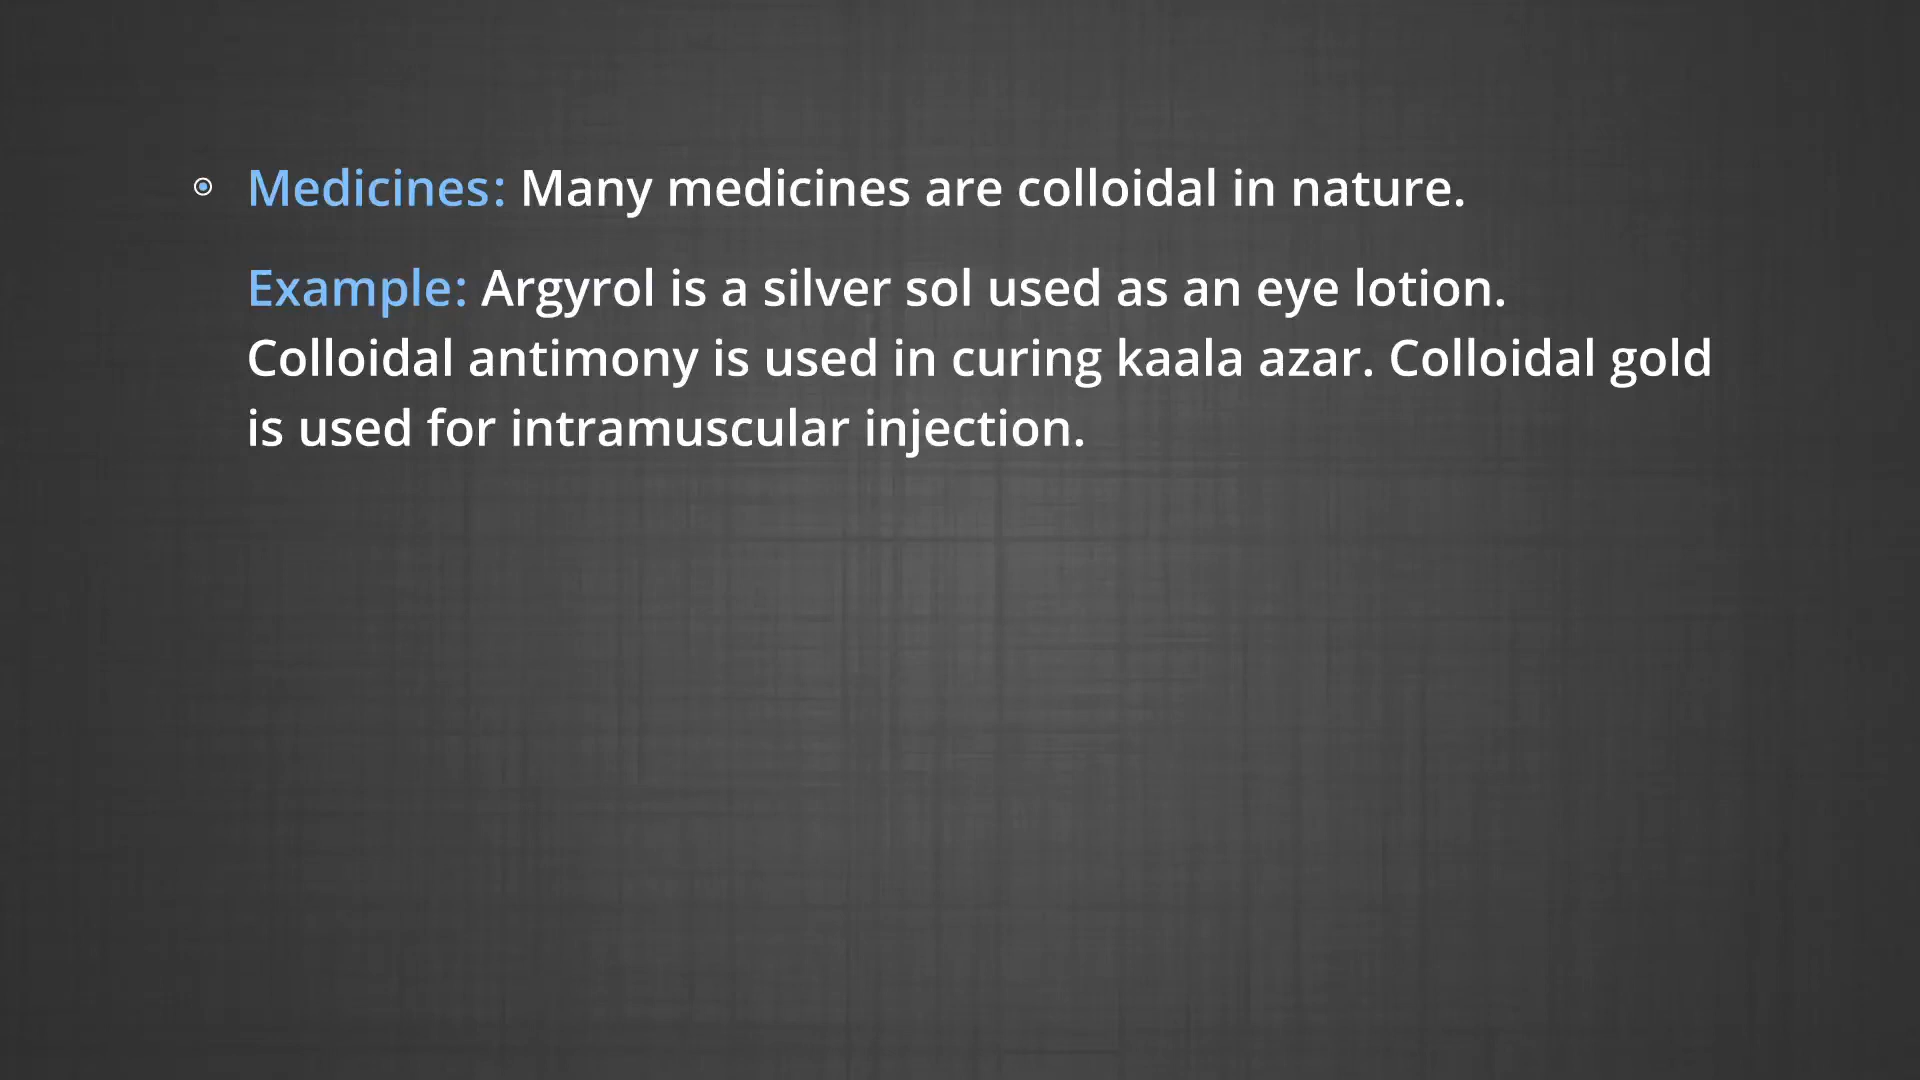 Medicines: Many medicines are colloidal in nature.
Example: Argyrol is a silver sol used as an eye lotion.
Colloidal antimony is used in curing kaala azar. Colloidal gold
is used for intramuscular injection.